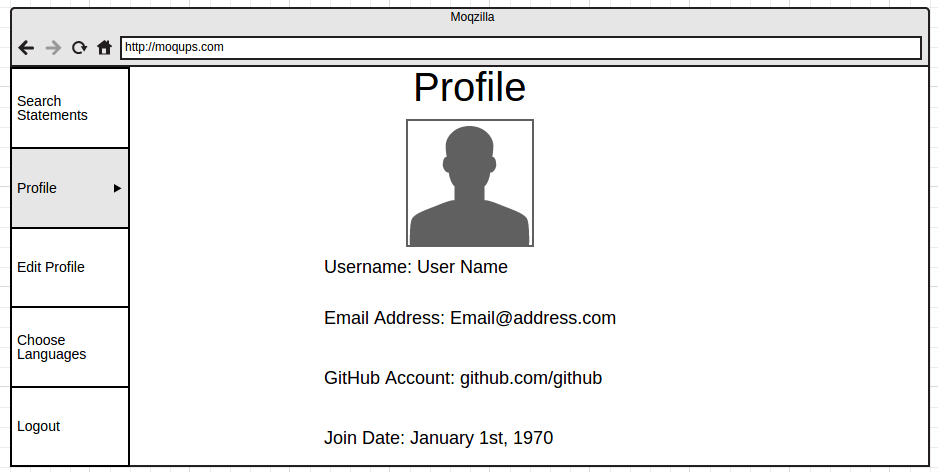 Moqzilla
http://moqups.com
Search
Statements
Profile
Edit Profile
Choose
Languages
Logout
Profile
Username: User Name
Email Address: Email@address.com
GitHub Account: github.com/github
Join Date: January 1st, 1970